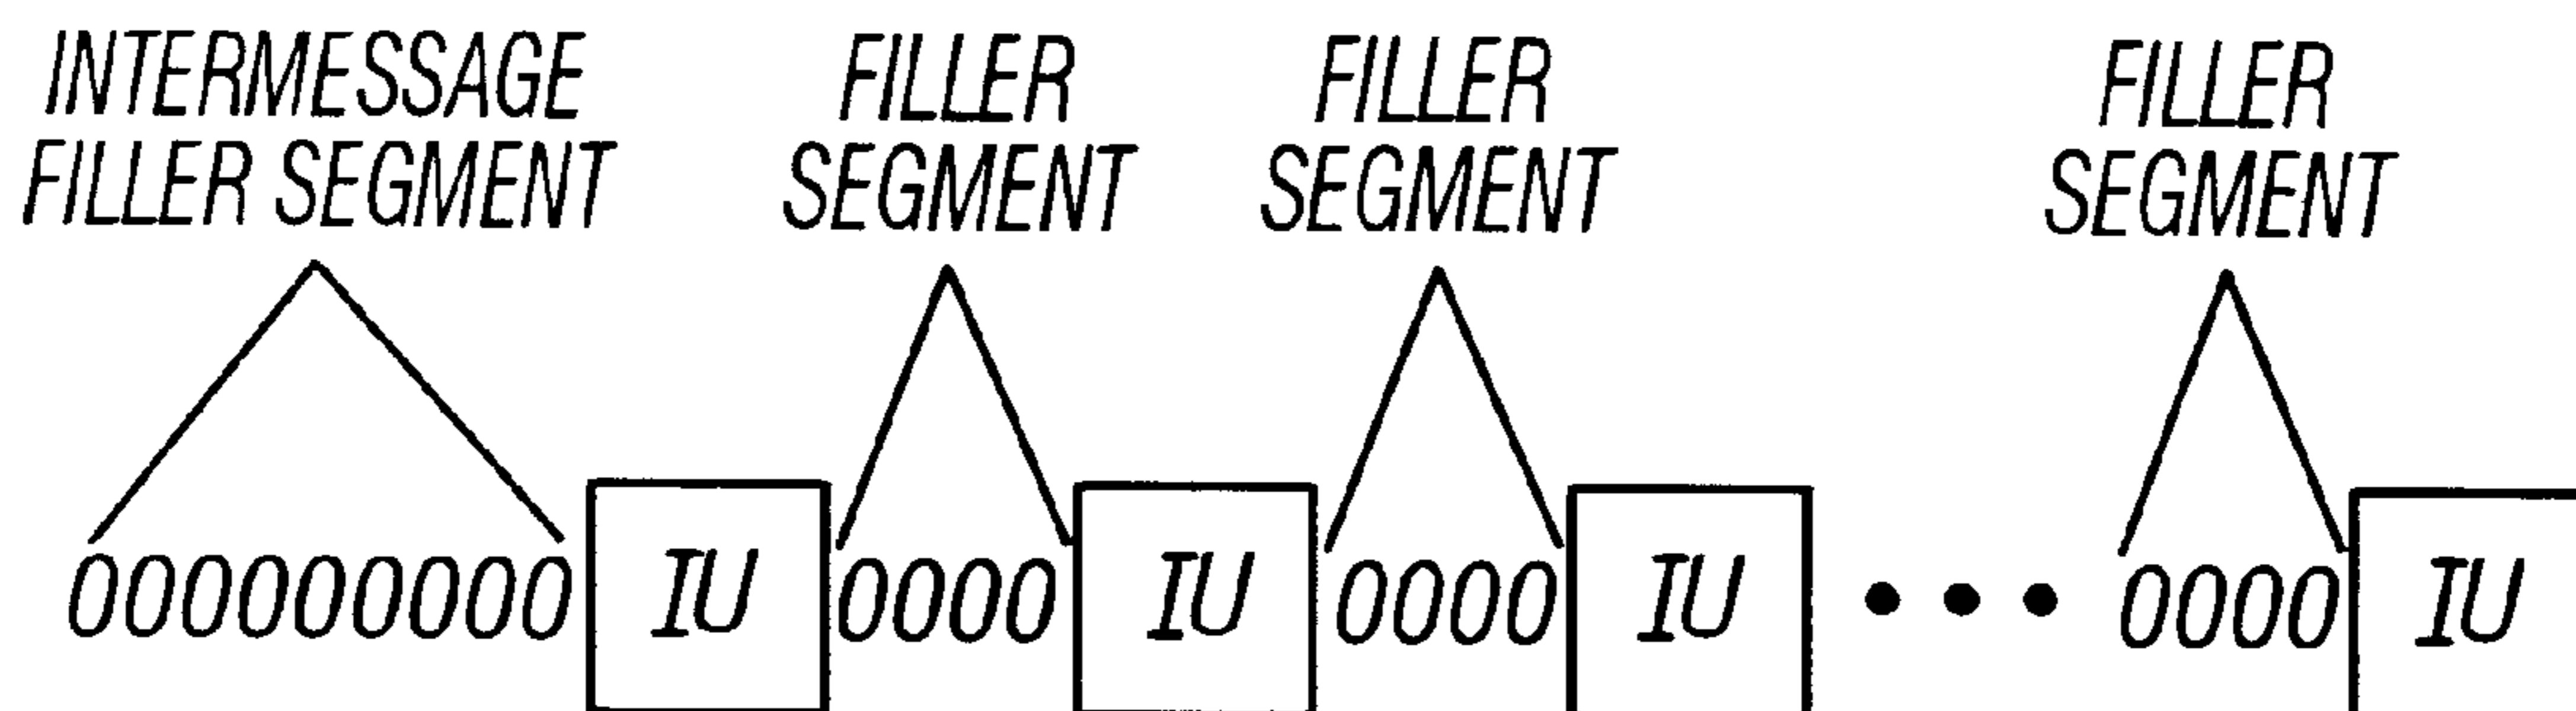 INTERMESSAGE
FILLER SEGMENT
FILLER
SEGMENT
FILLER
SEGMENT
FILLER
SEGMENT
000000000 IU 0000 IU 0000 IU • • • 0000 IU